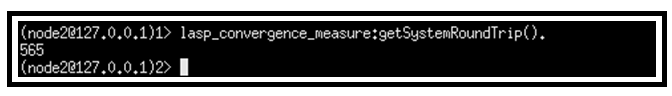 (node2@127.0.0.1)1> lasp_convergence_measure:getSystemRoundTrip().
565
(node2@127.0.0.1)2>